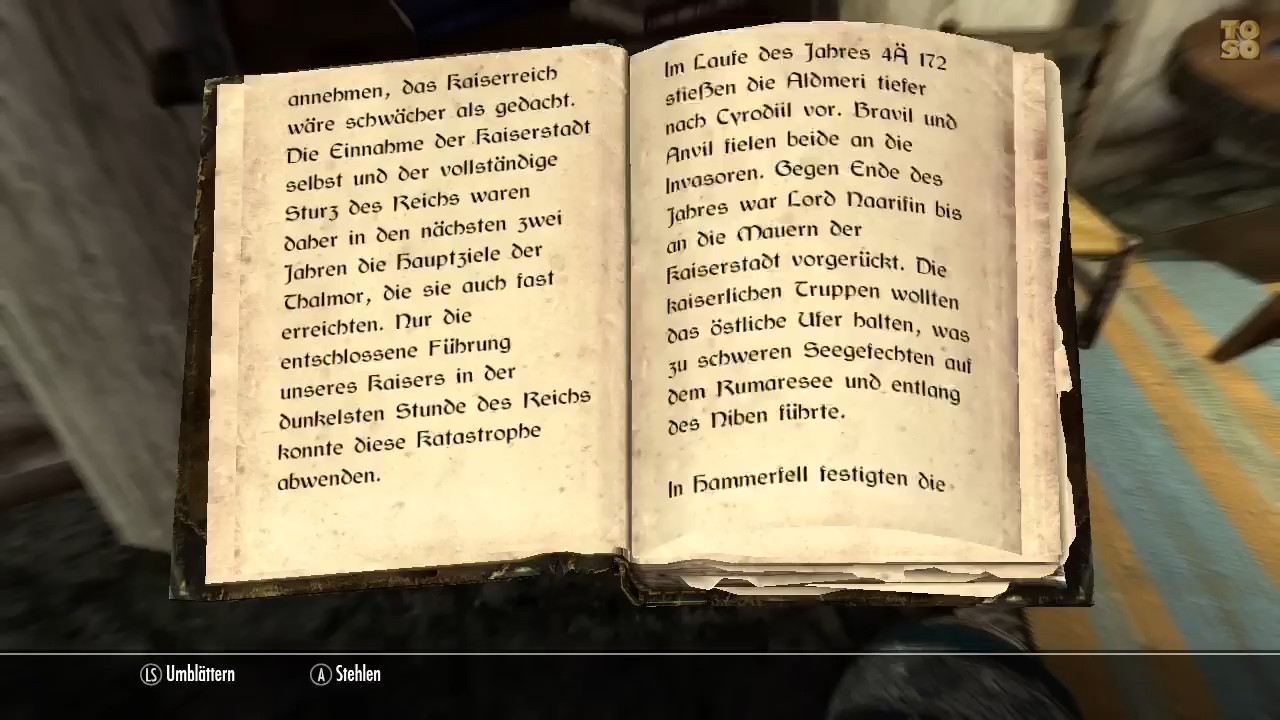 annehmen, das Kaiserreich
wäre schwächer als gedacht.
Die Einnahme der Kaiserstadt
selbst und der vollständige
Sturz des Reichs waren
daher in den nächsten zwei
Jahren die Hauptziele der
Thalmor, die sie auch fast
erreichten. Nur die
entschlossene Führung
unseres Kaisers in der
dunkelsten Stunde des Reichs
konnte diese Katastrophe
abwenden.
Im Laufe des Jahres 4Ä 172
stießen die Aldmeri tiefer
nach Cyrodiil vor. Bravil und
Anvil fielen beide an die
Invasoren. Gegen Ende des
Jahres war Lord Naarifin bis
an die Mauern der
Kaiserstadt vorgerückt. Die
kaiserlichen Truppen wollten
das östliche Ufer halten, was
zu schweren Seegefechten auf
dem Rumaresee und entlang
des Niben führte.
In Hammerfell festigten die
TO
SO
LS Umblättern
A Stehlen